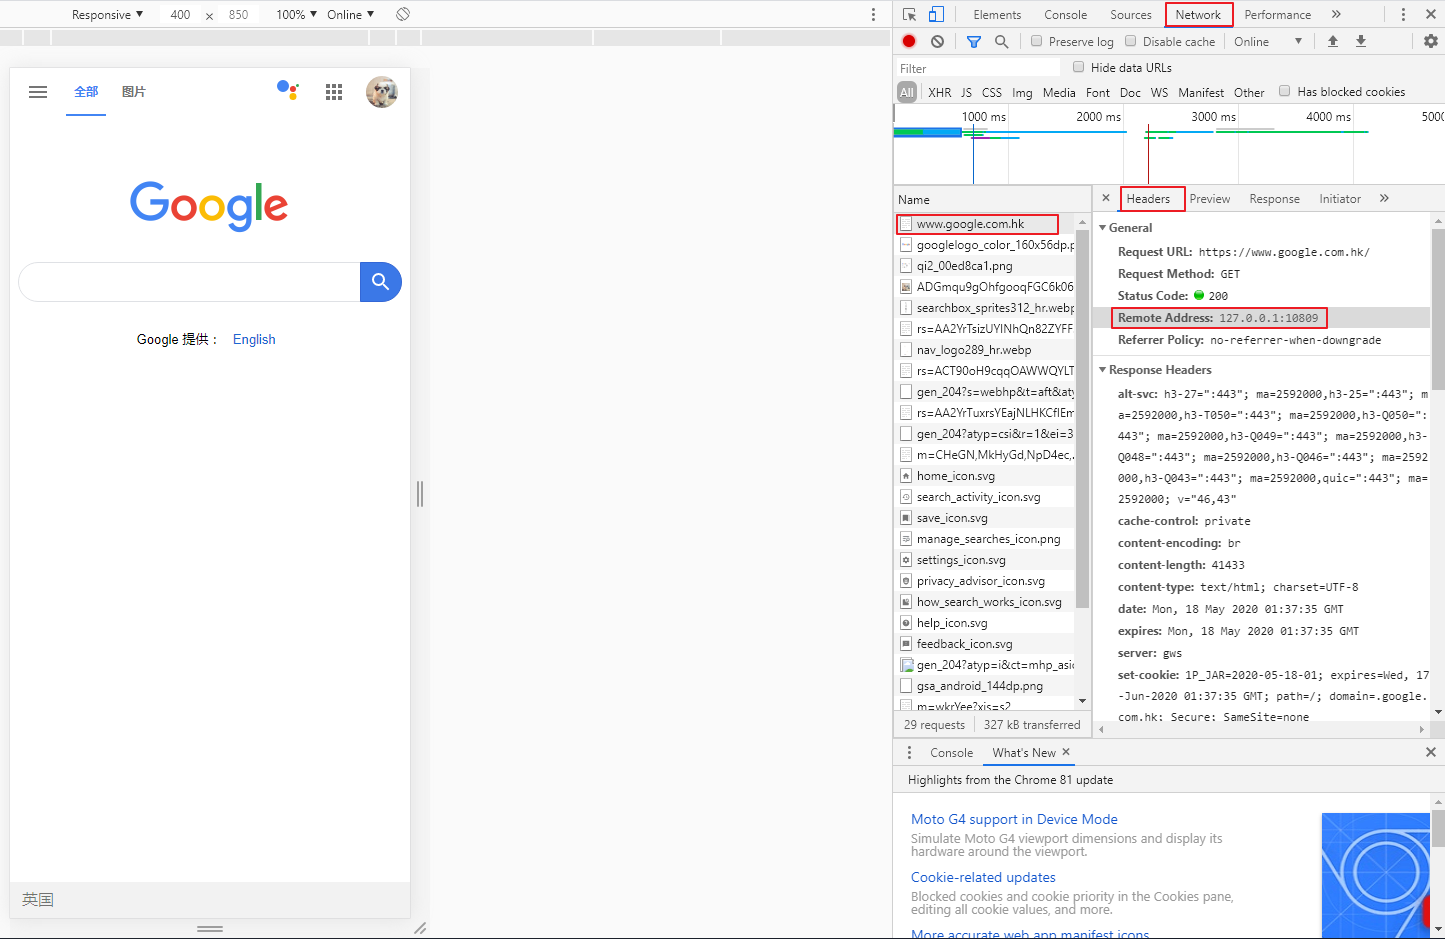 Responsive ▼ 400 × 850 100% ▼ Online ▼
全部 图片
Google
Google 提供： English
英国
Elements Console Sources Network Performance »
Preserve log Disable cache Online ▼
Filter Hide data URLs
All XHR JS CSS Img Media Font Doc WS Manifest Other Has blocked cookies
1000 ms 2000 ms 3000 ms 4000 ms 5000
Name
www.google.com.hk
googlelogo_color_160x56dp.p
qi2_00ed8ca1.png
ADGmqu9gOhfgooqFGC6k06
searchbox_sprites312_hr.webp
rs=AA2YrTsizUYINhQn82ZYFF
nav_logo289_hr.webp
rs=ACT90oH9cqqOAWWQYLT
gen_204?s=webhp&t=aft&aty
rs=AA2YrTuxrsYEajNLHKCfIEm
gen_204?atyp=csi&r=1&ei=3
m=CHeGN,MkHyGd,NpD4ec,.
home_icon.svg
search_activity_icon.svg
save_icon.svg
manage_searches_icon.png
settings_icon.svg
privacy_advisor_icon.svg
how_search_works_icon.svg
help_icon.svg
feedback_icon.svg
gen_204?atyp=i&ct=mhp_asic
gsa_android_144dp.png
m=wkrYee?xjs=s2
29 requests 327 kB transferred
× Headers Preview Response Initiator »
General
Request URL: https://www.google.com.hk/
Request Method: GET
Status Code: 200
Remote Address: 127.0.0.1:10809
Referrer Policy: no-referrer-when-downgrade
Response Headers
alt-svc: h3-27=":443"; ma=2592000,h3-25=":443"; m
a=2592000,h3-T050=":443"; ma=2592000,h3-Q050=":
443"; ma=2592000,h3-Q049=":443"; ma=2592000,h3-
Q048=":443"; ma=2592000,h3-Q046=":443"; ma=2592
000,h3-Q043=":443"; ma=2592000,quic=":443"; ma=
2592000; v="46,43"
cache-control: private
content-encoding: br
content-length: 41433
content-type: text/html; charset=UTF-8
date: Mon, 18 May 2020 01:37:35 GMT
expires: Mon, 18 May 2020 01:37:35 GMT
server: gws
set-cookie: 1P_JAR=2020-05-18-01; expires=Wed, 17
-Jun-2020 01:37:35 GMT; path=/; domain=.google.
com.hk; Secure; SameSite=none
Console What's New ×
Highlights from the Chrome 81 update
Moto G4 support in Device Mode
Simulate Moto G4 viewport dimensions and display its
hardware around the viewport.
Cookie-related updates
Blocked cookies and cookie priority in the Cookies pane,
editing all cookie values, and more.
More accurate web app manifest icons